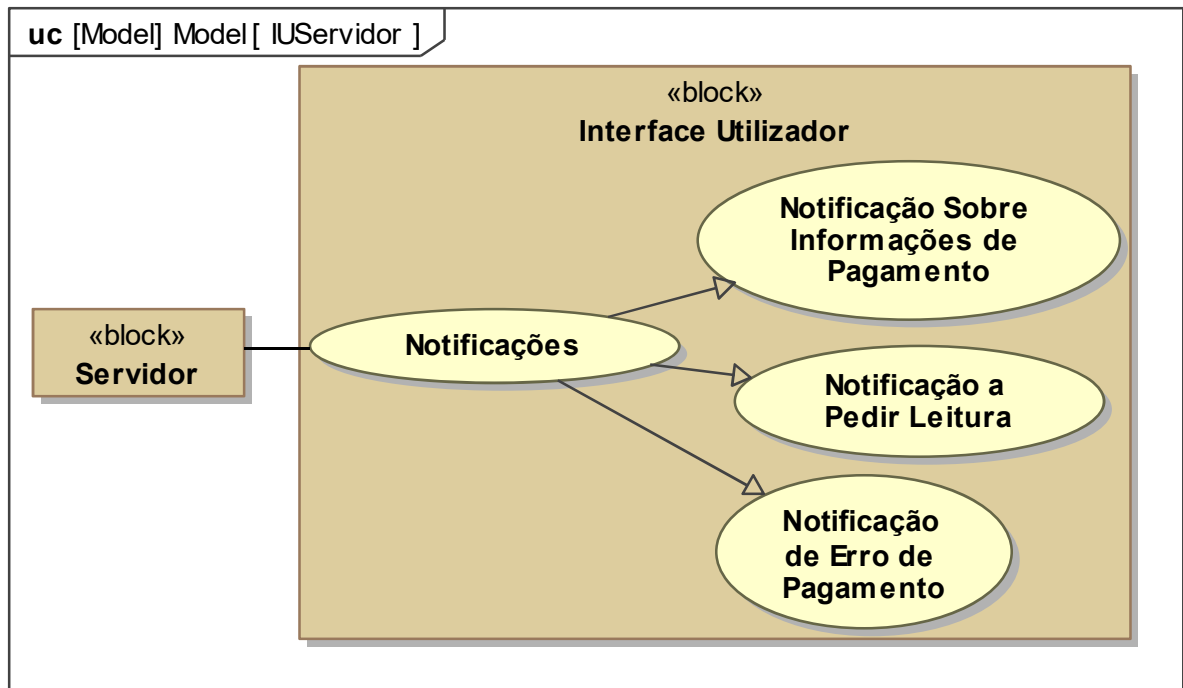 uc [Model] Model [ IUServidor ]
«block»
Interface Utilizador
Notificação Sobre
Informações de
Pagamento
«block»
Servidor
Notificações
Notificação a
Pedir Leitura
Notificação
de Erro de
Pagamento